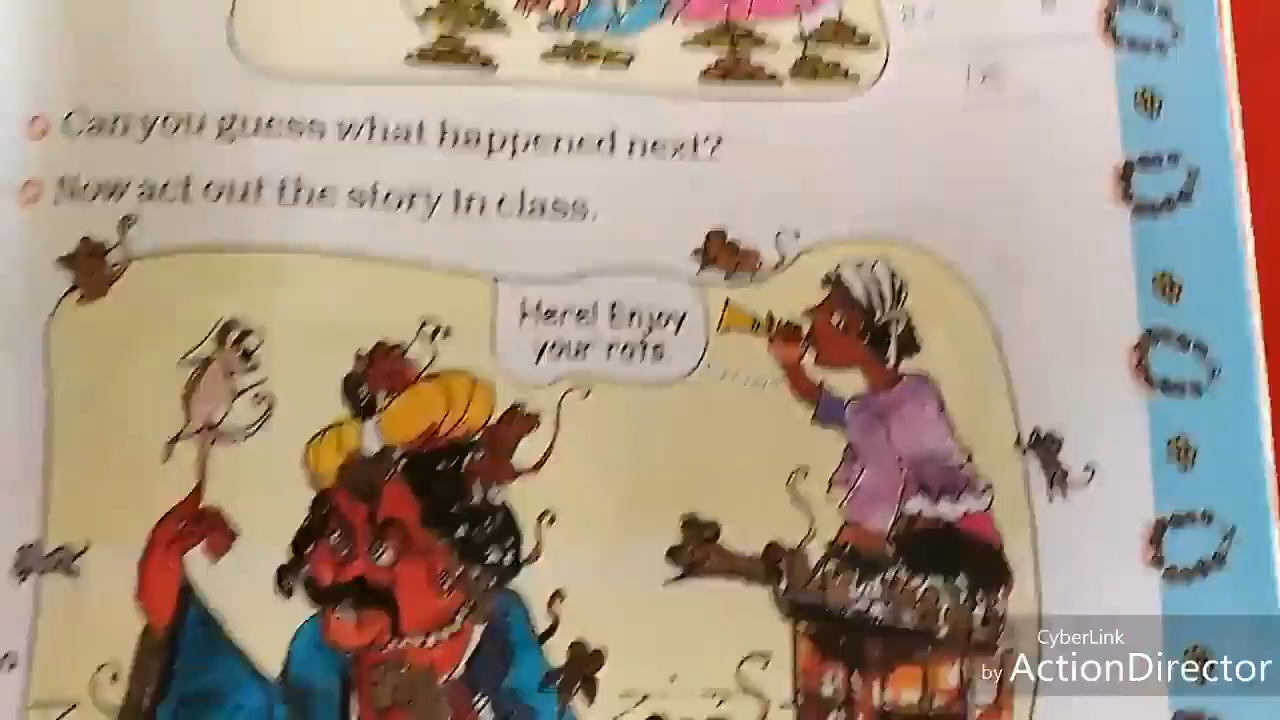 Can you guess what happened next?
Now act out the story in class.
Here! Enjoy
your rats
CyberLink
by ActionDirector